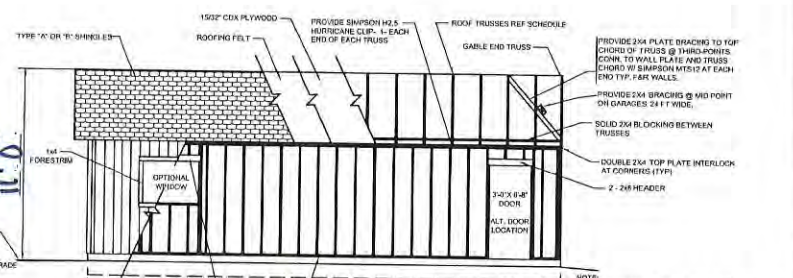 15/32" CDX PLYWOOD
PROVIDE SIMPSON H2.5
HURRICANE CLIP- 1- EACH
END OF EACH TRUSS
ROOF TRUSSES REF SCHEDULE
TYPE "A" OR "B" SHINGLES
ROOFING FELT
GABLE END TRUSS
PROVIDE 2X4 PLATE BRACING TO TOP
CHORD OF TRUSS @ THIRD-POINTS
CONN. TO WALL PLATE AND TRUSS
CHORD W/ SIMPSON MTS12 AT EACH
END TYP. F&R WALLS.
PROVIDE 2X4 BRACING @ MID POINT
ON GARAGES 24 FT WIDE.
SOLID 2X4 BLOCKING BETWEEN
TRUSSES
DOUBLE 2X4 TOP PLATE INTERLOCK
AT CORNERS (TYP)
2 - 2x6 HEADER
1x4
FORESTRIM
OPTIONAL
WINDOW
3'-0"X 6'-8"
DOOR
ALT. DOOR
LOCATION
RADE
NOTE: